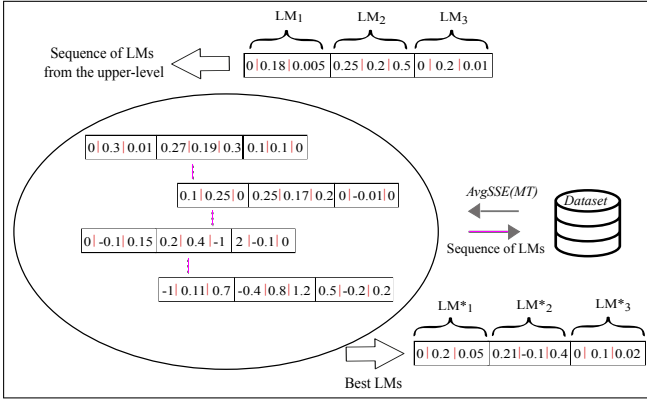 LM1 LM2 LM3
Sequence of LMs
from the upper-level
0|0.18|0.005 0.25|0.2|0.5 0| 0.2|0.01
0|0.3|0.01 0.27|0.19|0.3 0.1|0.1|0
0.1|0.25|0 0.25|0.17|0.2 0|-0.01|0
AvgSSE(MT)
Dataset
Sequence of LMs
0|-0.1|0.15 0.2|0.4|-1 2|-0.1|0
-1|0.11|0.7 -0.4|0.8|1.2 0.5|-0.2|0.2
LM*1 LM*2 LM*3
0|0.2|0.05 0.21|-0.1|0.4 0| 0.1|0.02
Best LMs